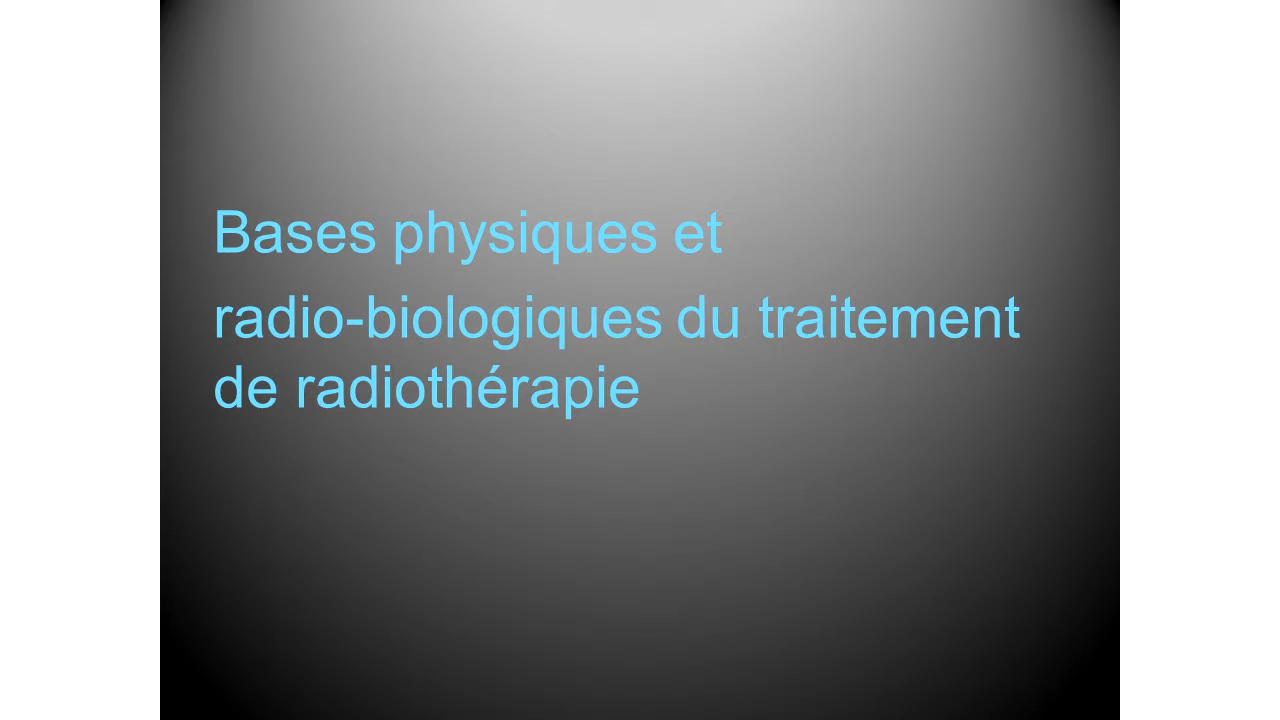 Bases physiques et
radio-biologiques du traitement
de radiothérapie